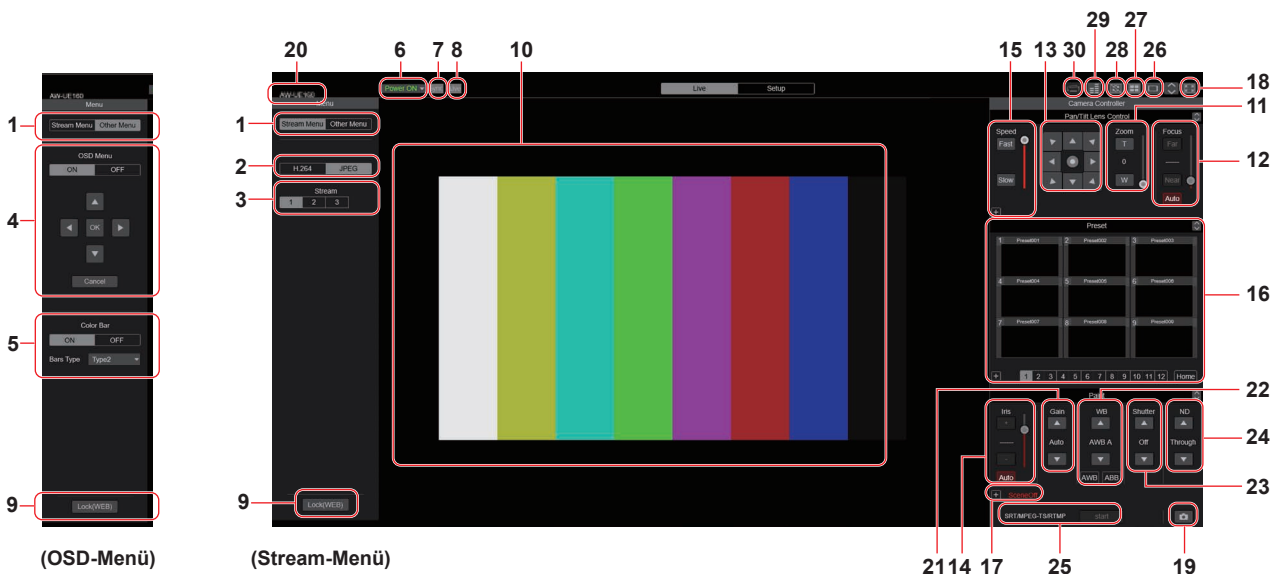 29
27
20
6
7
8
10
15
13
30
28
26
18
AW-UE160
Menu
1
Stream Menu
Other Menu
OSD Menu
ON
OFF
4
OK
Cancel
5
Color Bar
ON
OFF
Bars Type
Type2
9
Lock(WEB)
(OSD-Menü)
AW-UE160
Power ON
Live
Setup
Menu
1
Stream Menu
Other Menu
2
H.264
JPEG
3
Stream
1
2
3
9
Lock(WEB)
(Stream-Menü)
Camera Controller
Pan/Tilt Lens Control
11
Speed
Fast
Slow
+
Zoom
T
0
W
Focus
Far
Near
Auto
12
Preset
1 Preset001
2 Preset002
3 Preset003
4 Preset004
5 Preset005
6 Preset006
7 Preset007
8 Preset008
9 Preset009
16
+
1 2 3 4 5 6 7 8 9 10 11 12
Home
22
21
Iris
+
Auto
Gain
Auto
WB
AWB A
AWB
ABB
Shutter
Off
ND
Through
24
23
+
SceneOff
SRT/MPEG-TS/RTMP
start
21
14
17
25
19